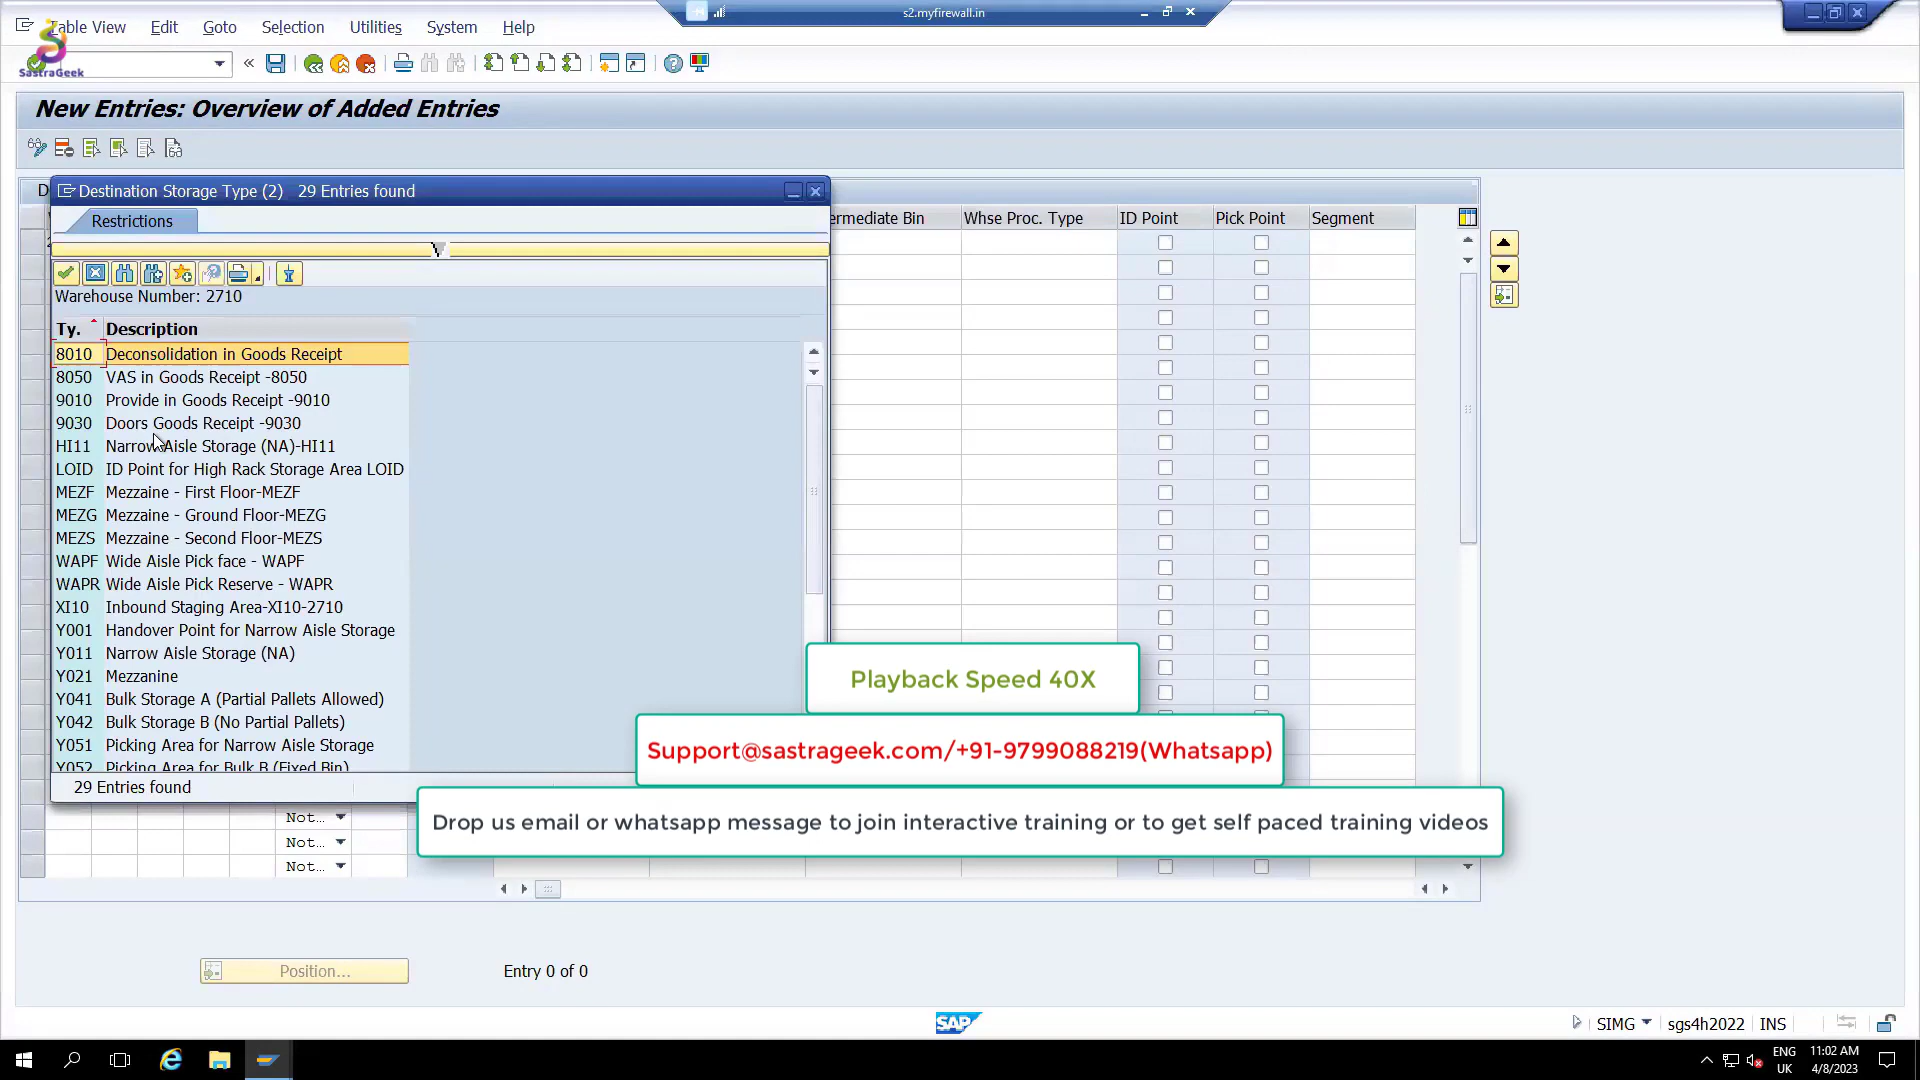 s2.myfirewall.in
Table View Edit Goto Selection Utilities System Help
SastraGeek
New Entries: Overview of Added Entries
Destination Storage Type (2) 29 Entries found
Restrictions
ermediate Bin Whse Proc. Type ID Point Pick Point Segment
Warehouse Number: 2710
Ty. Description
8010 Deconsolidation in Goods Receipt
8050 VAS in Goods Receipt -8050
9010 Provide in Goods Receipt -9010
9030 Doors Goods Receipt -9030
HI11 Narrow Aisle Storage (NA)-HI11
LOID ID Point for High Rack Storage Area LOID
MEZF Mezzaine - First Floor-MEZF
MEZG Mezzaine - Ground Floor-MEZG
MEZS Mezzaine - Second Floor-MEZS
WAPF Wide Aisle Pick face - WAPF
WAPR Wide Aisle Pick Reserve - WAPR
XI10 Inbound Staging Area-XI10-2710
Y001 Handover Point for Narrow Aisle Storage
Y011 Narrow Aisle Storage (NA)
Y021 Mezzanine
Y041 Bulk Storage A (Partial Pallets Allowed)
Y042 Bulk Storage B (No Partial Pallets)
Y051 Picking Area for Narrow Aisle Storage
Y052 Picking Area for Bulk B (Fixed Bin)
29 Entries found
Playback Speed 40X
Support@sastrageek.com/+91-9799088219(Whatsapp)
Drop us email or whatsapp message to join interactive training or to get self paced training videos
Not...
Not...
Not...
Position... Entry 0 of 0
SAP
SIMG sgs4h2022 INS
ENG 11:02 AM
UK 4/8/2023